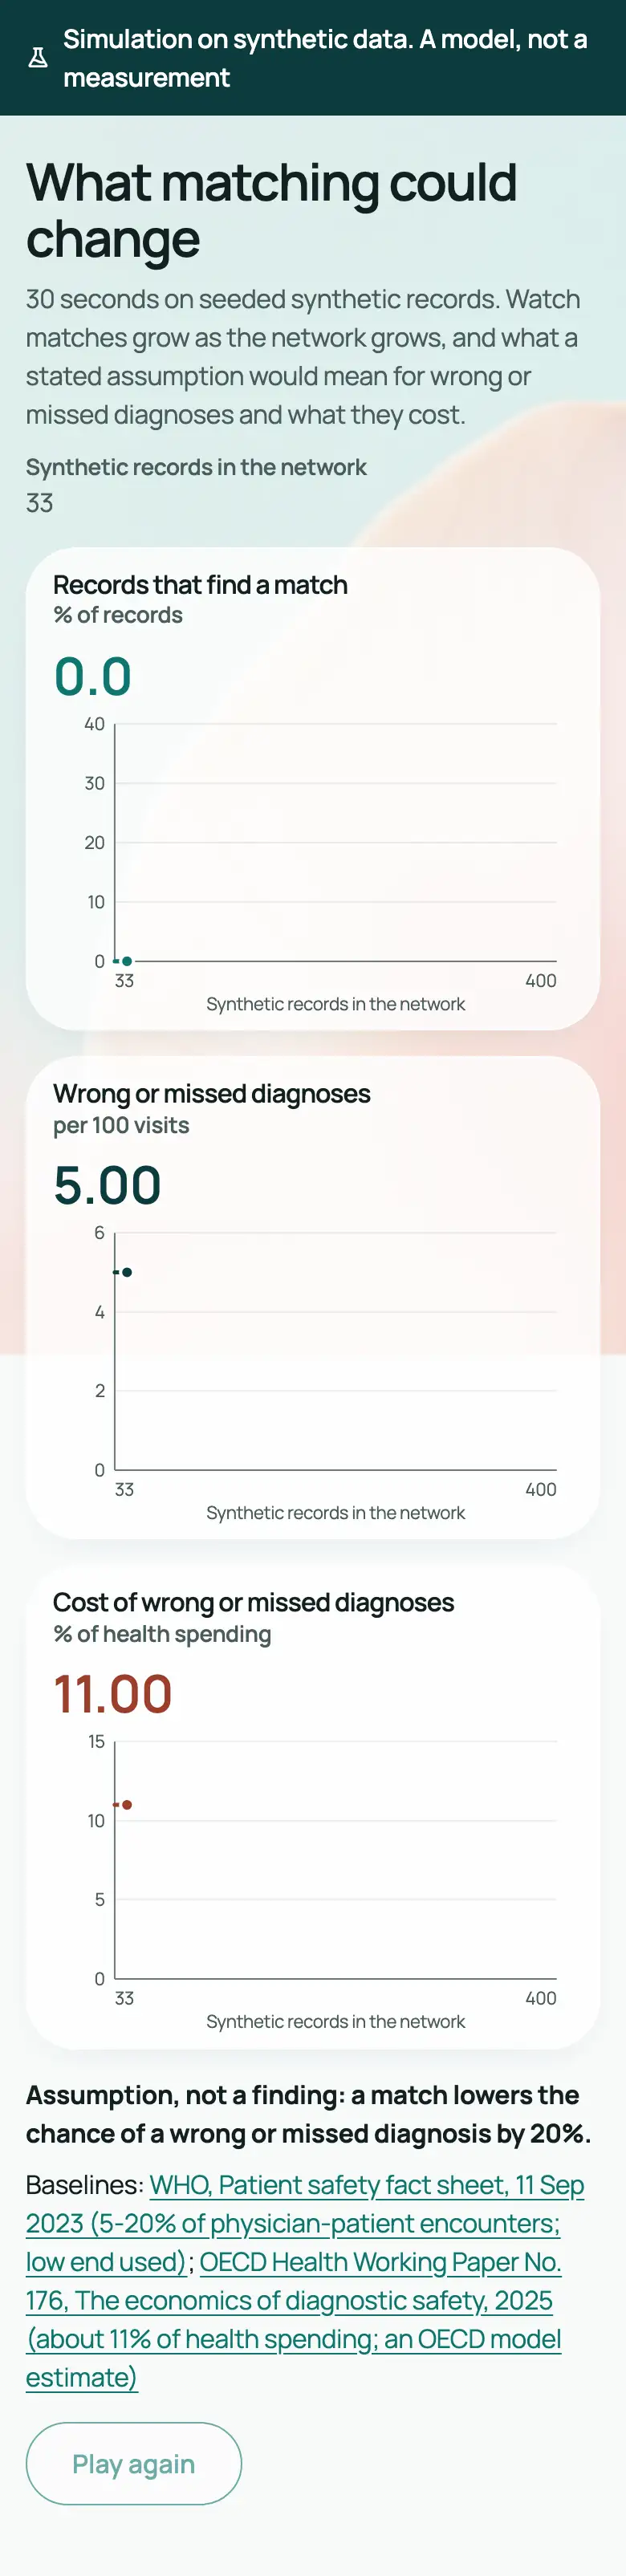 Simulation on synthetic data. A model, not a
measurement
What matching could
change
30 seconds on seeded synthetic records. Watch
matches grow as the network grows, and what a
stated assumption would mean for wrong or
missed diagnoses and what they cost.
Synthetic records in the network
33
Records that find a match
% of records
0.0
40
30
20
10
0
33 400
Synthetic records in the network
Wrong or missed diagnoses
per 100 visits
5.00
6
4
2
0
33 400
Synthetic records in the network
Cost of wrong or missed diagnoses
% of health spending
11.00
15
10
5
0
33 400
Synthetic records in the network
Assumption, not a finding: a match lowers the
chance of a wrong or missed diagnosis by 20%.
Baselines: WHO, Patient safety fact sheet, 11 Sep
2023 (5-20% of physician-patient encounters;
low end used); OECD Health Working Paper No.
176, The economics of diagnostic safety, 2025
(about 11% of health spending; an OECD model
estimate)
Play again